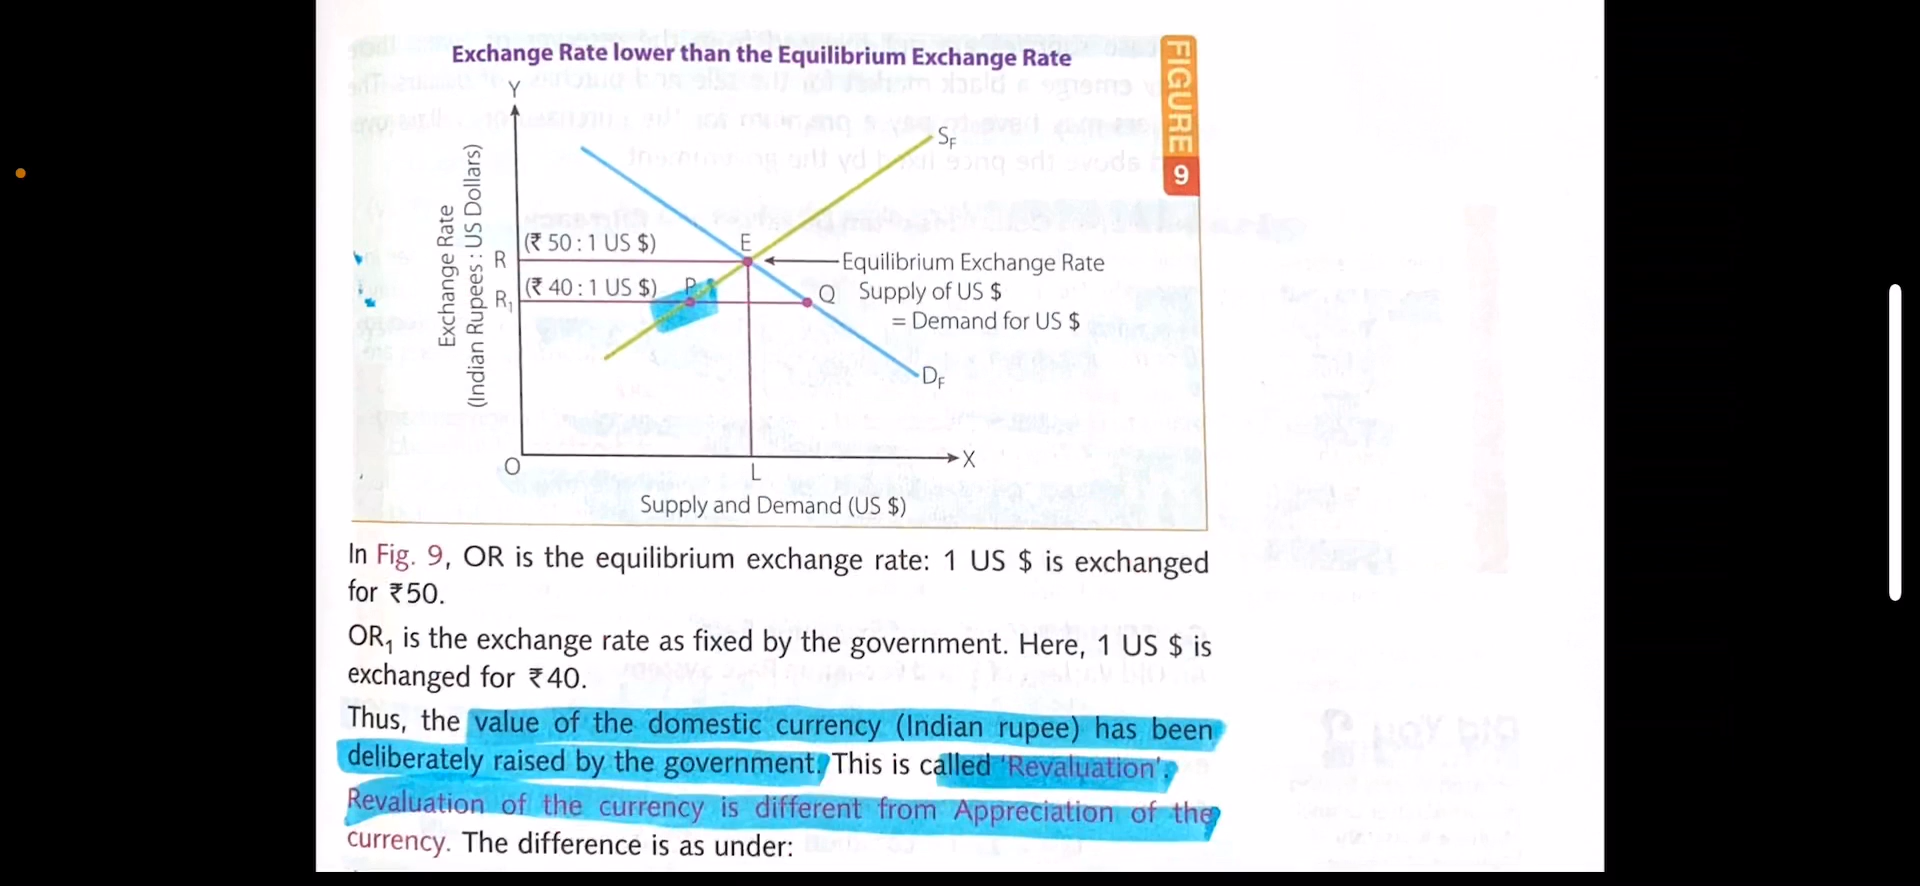 Exchange Rate lower than the Equilibrium Exchange Rate
FIGURE 9
Y
Exchange Rate
(Indian Rupees : US Dollars)
S_F
(₹ 50 : 1 US $)
E
R
Equilibrium Exchange Rate
(₹ 40 : 1 US $)
P
R₁
Q Supply of US $
= Demand for US $
D_F
O
X
L
Supply and Demand (US $)
In Fig. 9, OR is the equilibrium exchange rate: 1 US $ is exchanged
for ₹50.
OR₁ is the exchange rate as fixed by the government. Here, 1 US $ is
exchanged for ₹40.
Thus, the value of the domestic currency (Indian rupee) has been
deliberately raised by the government. This is called 'Revaluation'.
Revaluation of the currency is different from Appreciation of the
currency. The difference is as under: